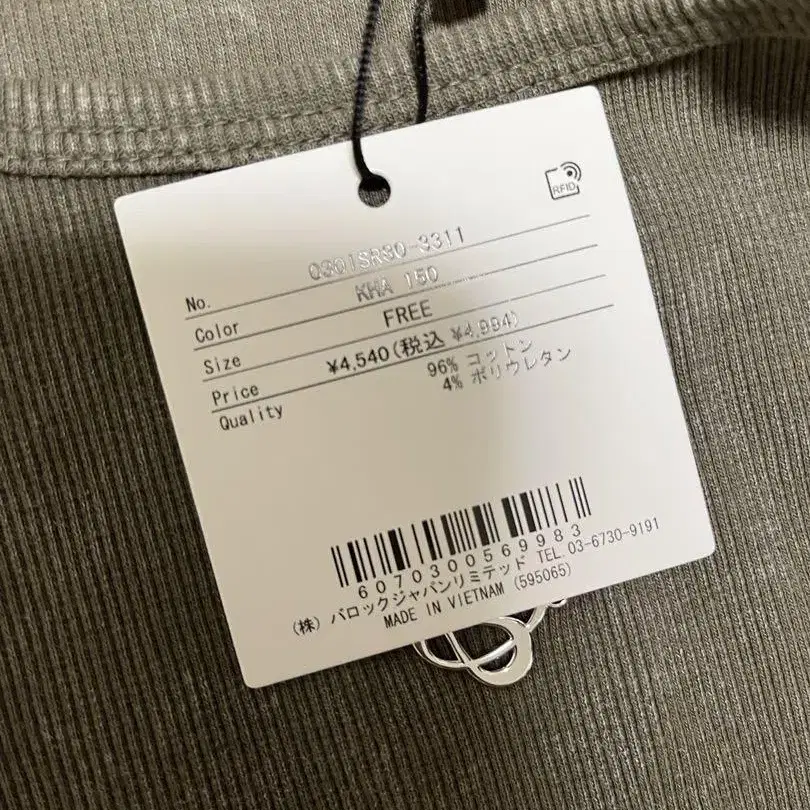 RFID
No. 0301SR30-3311
Color KHA 150
Size FREE
Price ¥4,540(税込 ¥4,994)
Quality 96% コットン
4% ポリウレタン
6070300569983
(株) バロックジャパンリミテッド TEL.03-6730-9191
MADE IN VIETNAM (595065)